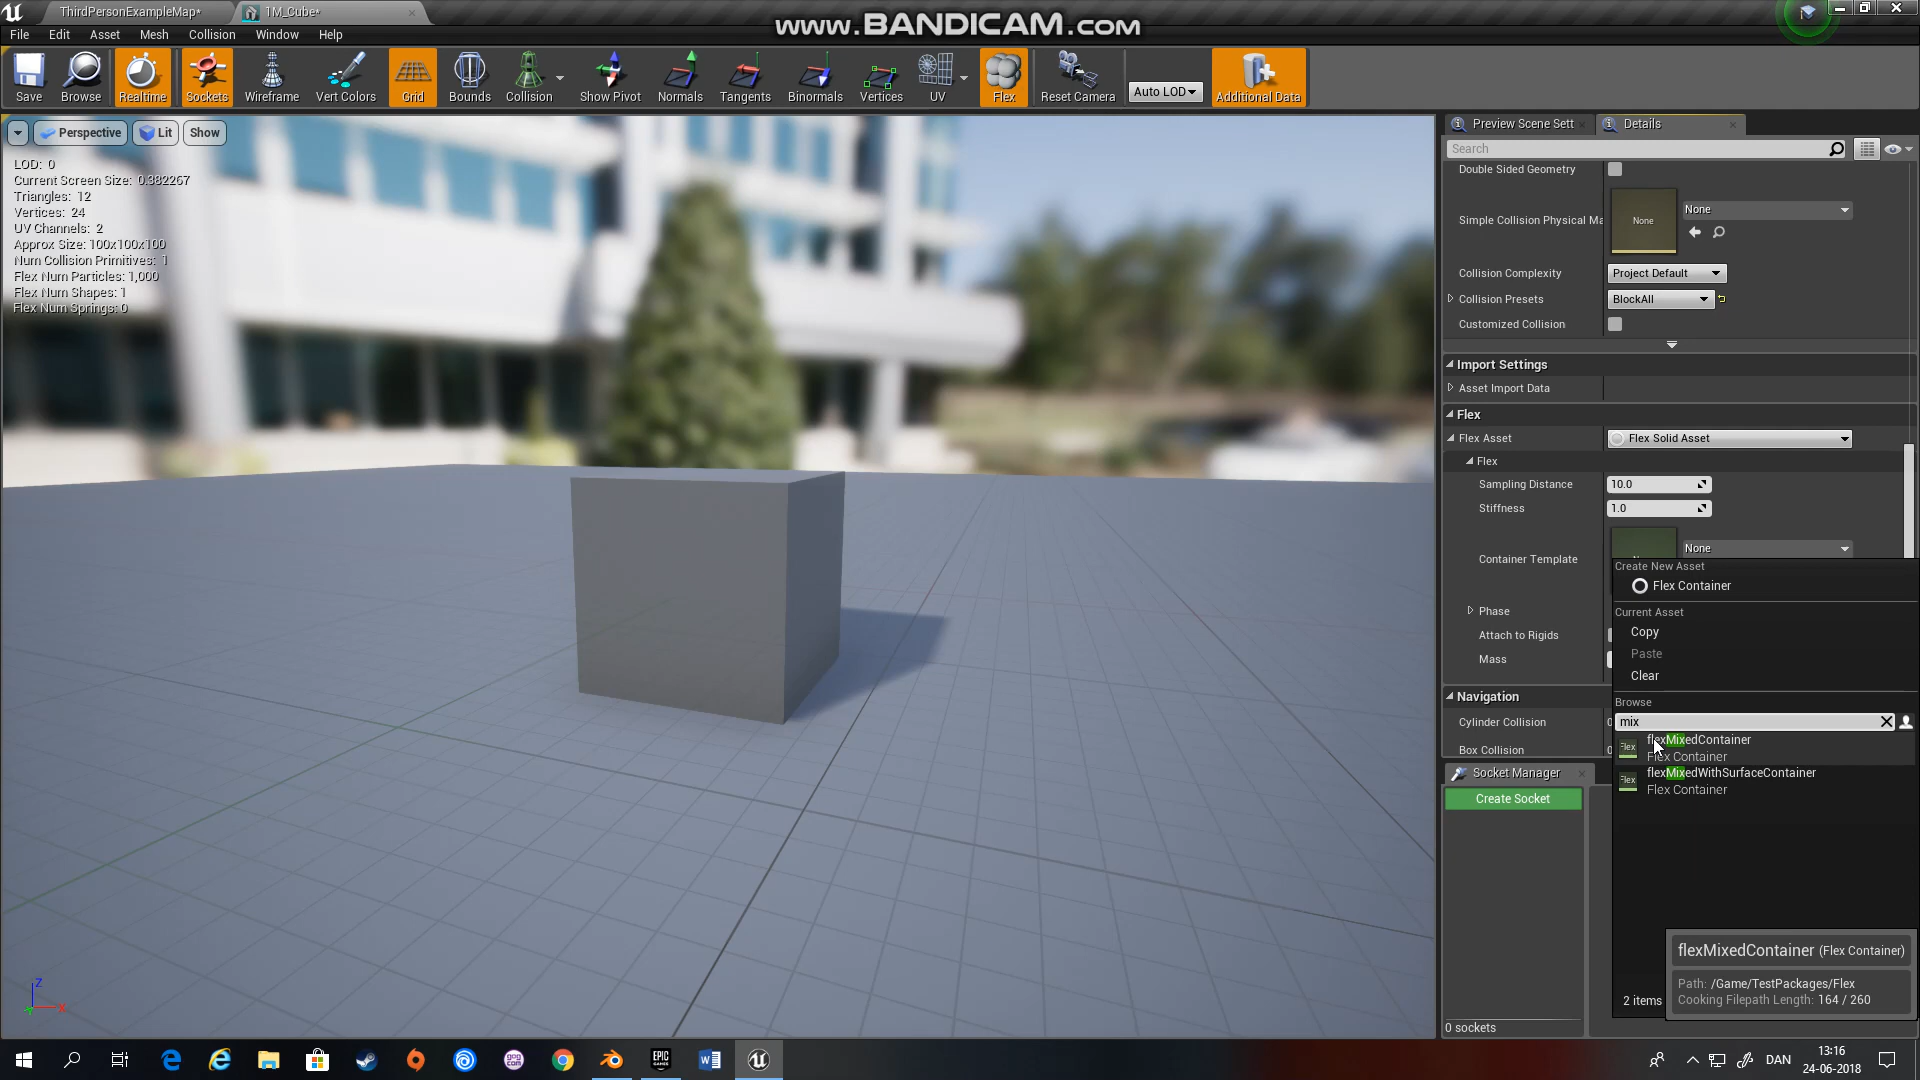 ThirdPersonExampleMap*
1M_Cube*
www.BANDICAM.com
File Edit Asset Mesh Collision Window Help
Save Browse Realtime Sockets Wireframe Vert Colors Grid Bounds Collision Show Pivot Normals Tangents Binormals Vertices UV Flex Reset Camera Auto LOD Additional Data
Perspective Lit Show
LOD: 0
Current Screen Size: 0.382267
Triangles: 12
Vertices: 24
UV Channels: 2
Approx Size: 100x100x100
Num Collision Primitives: 1
Flex Num Particles: 1,000
Flex Num Shapes: 1
Flex Num Springs: 0
Z
X
Preview Scene Sett
Details
Search
Double Sided Geometry
Simple Collision Physical Ma
None
None
Collision Complexity Project Default
Collision Presets BlockAll
Customized Collision
Import Settings
Asset Import Data
Flex
Flex Asset Flex Solid Asset
Flex
Sampling Distance 10.0
Stiffness 1.0
Container Template None
Phase
Attach to Rigids
Mass
Navigation
Cylinder Collision
Box Collision
Create New Asset
Flex Container
Current Asset
Copy
Paste
Clear
Browse
mix
flexMixedContainer
Flex Container
flexMixedWithSurfaceContainer
Flex Container
2 items
flexMixedContainer (Flex Container)
Path: /Game/TestPackages/Flex
Cooking Filepath Length: 164 / 260
Socket Manager
Create Socket
0 sockets
EPIC GAMES
DAN
13:16
24-06-2018